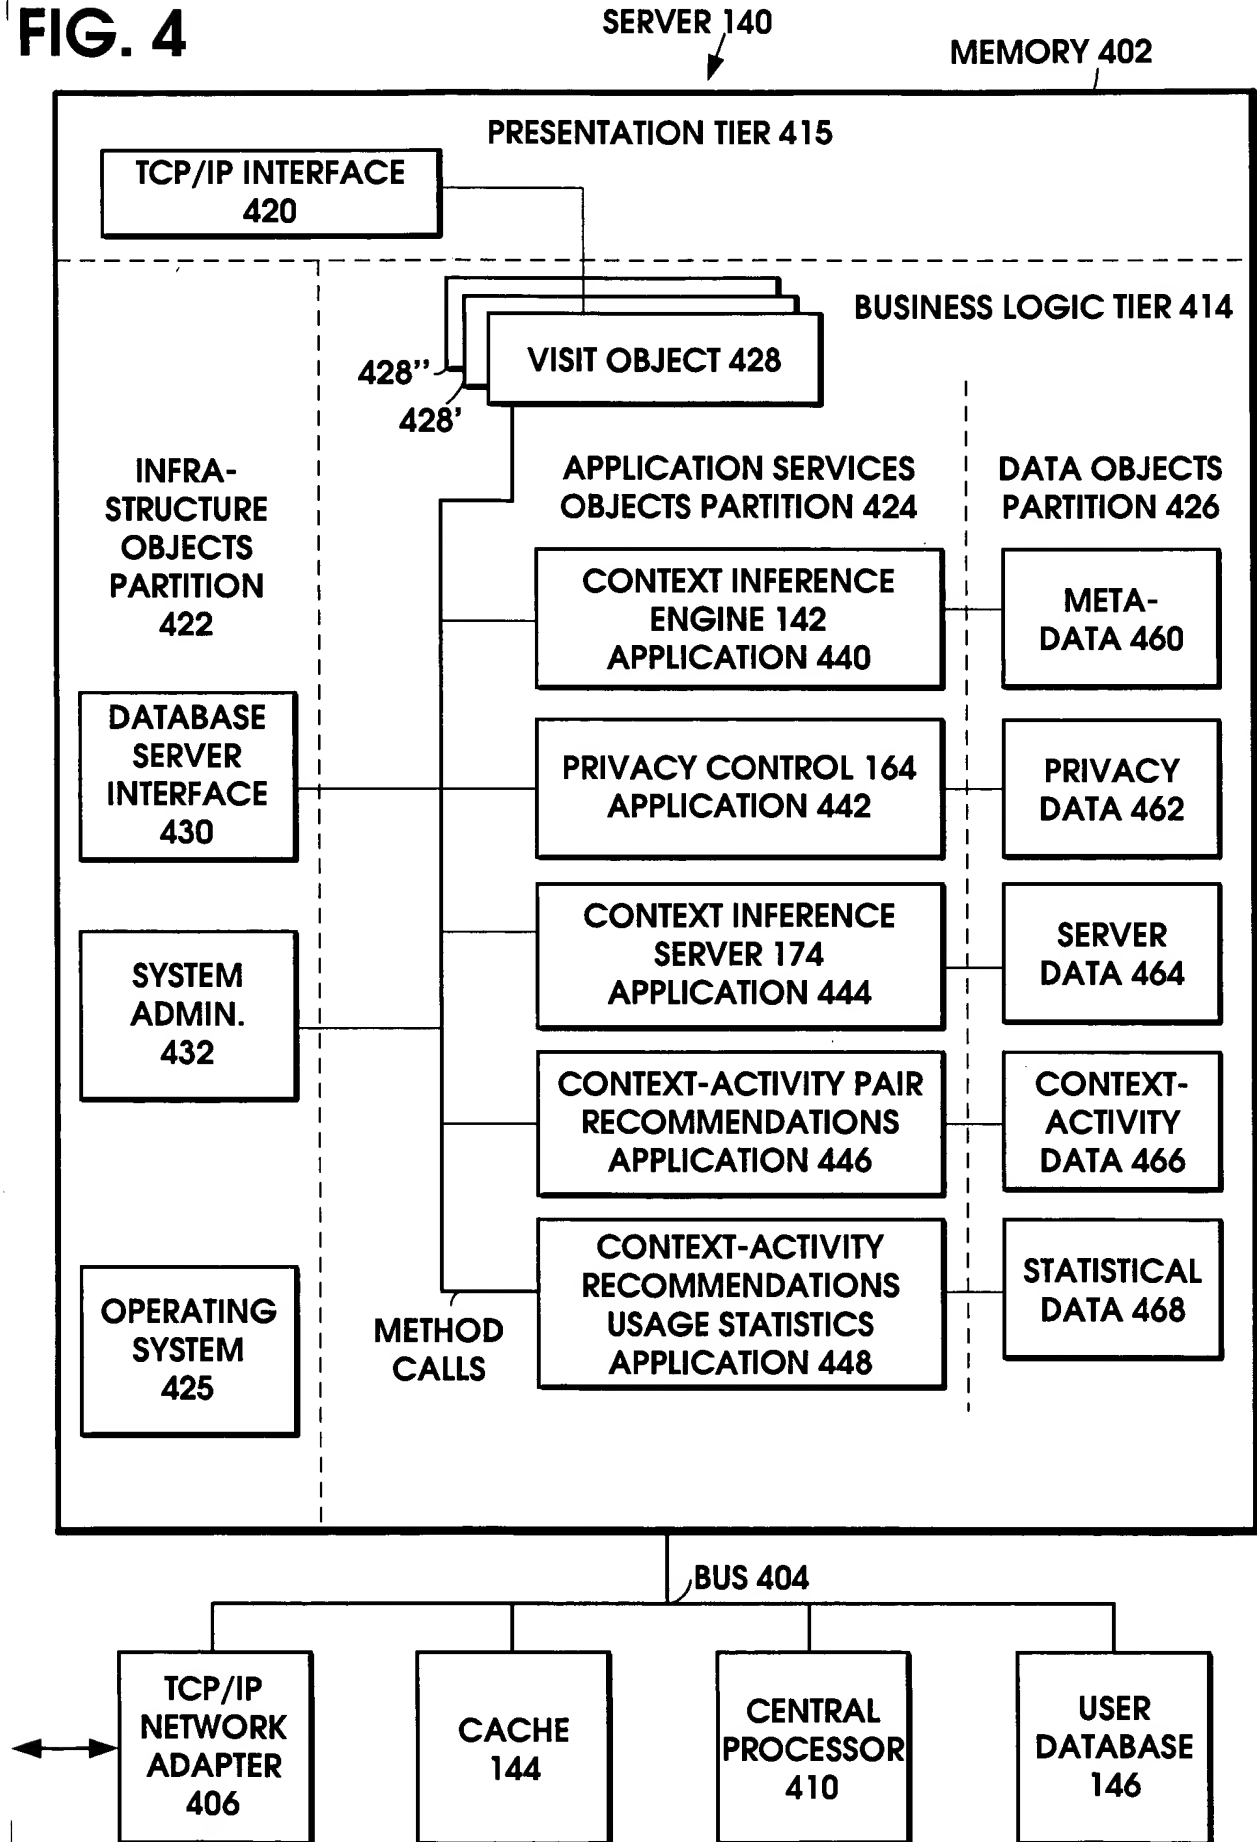 FIG. 4
SERVER 140
MEMORY 402
PRESENTATION TIER 415
TCP/IP INTERFACE
420
BUSINESS LOGIC TIER 414
VISIT OBJECT 428
428''
428'
INFRA-
STRUCTURE
OBJECTS
PARTITION
422
APPLICATION SERVICES
OBJECTS PARTITION 424
DATA OBJECTS
PARTITION 426
CONTEXT INFERENCE
ENGINE 142
APPLICATION 440
META-
DATA 460
DATABASE
SERVER
INTERFACE
430
PRIVACY CONTROL 164
APPLICATION 442
PRIVACY
DATA 462
CONTEXT INFERENCE
SERVER 174
APPLICATION 444
SERVER
DATA 464
SYSTEM
ADMIN.
432
CONTEXT-ACTIVITY PAIR
RECOMMENDATIONS
APPLICATION 446
CONTEXT-
ACTIVITY
DATA 466
CONTEXT-ACTIVITY
RECOMMENDATIONS
USAGE STATISTICS
APPLICATION 448
STATISTICAL
DATA 468
OPERATING
SYSTEM
425
METHOD
CALLS
BUS 404
TCP/IP
NETWORK
ADAPTER
406
CACHE
144
CENTRAL
PROCESSOR
410
USER
DATABASE
146